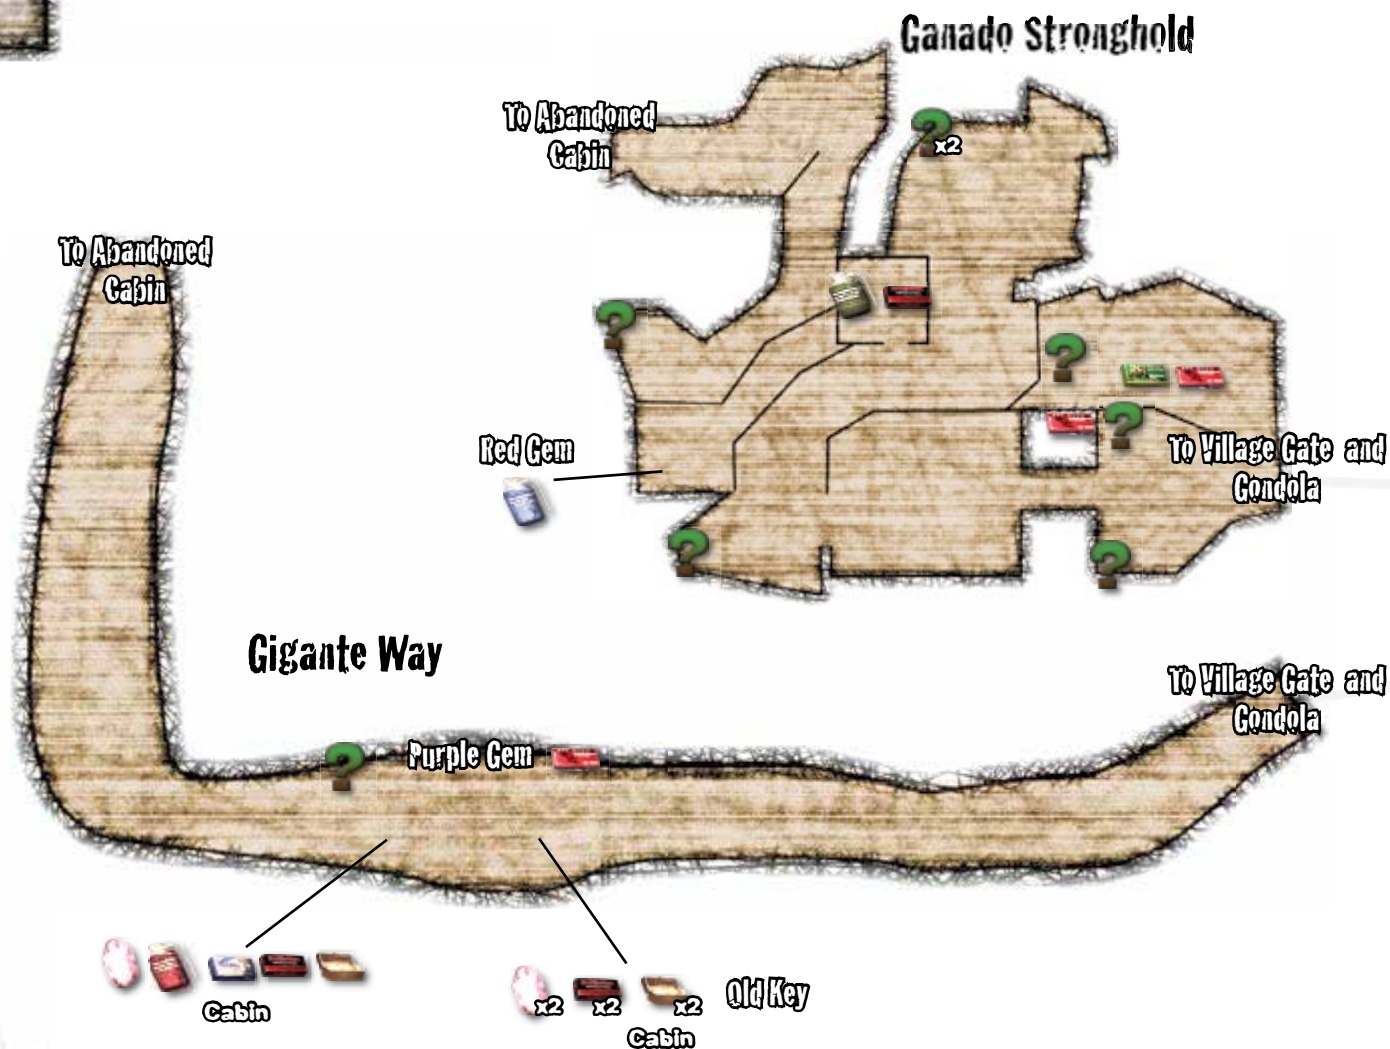 Ganado Stronghold
To Abandoned
Cabin
?
x2
To Abandoned
Cabin
?
?
?
Red Gem
To Village Gate and
Gondola
?
?
Gigante Way
To Village Gate and
Gondola
?
Purple Gem
Cabin
x2
x2
x2
Old Key
Cabin